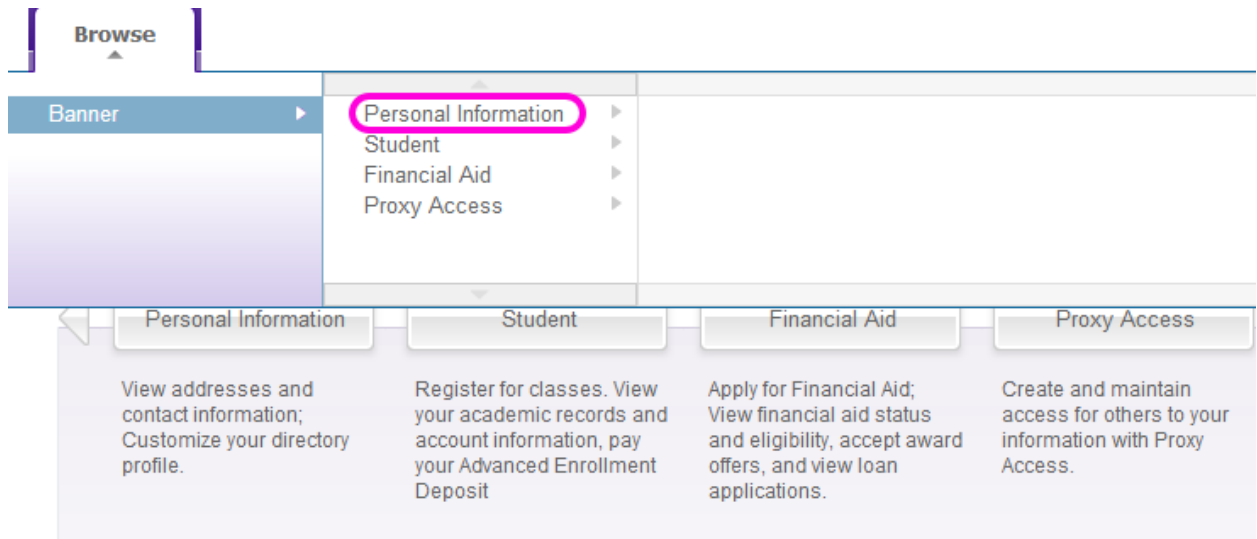 Browse
Banner
Personal Information
Student
Financial Aid
Proxy Access
Personal Information
Student
Financial Aid
Proxy Access
View addresses and
contact information;
Customize your directory
profile.
Register for classes. View
your academic records and
account information, pay
your Advanced Enrollment
Deposit
Apply for Financial Aid;
View financial aid status
and eligibility, accept award
offers, and view loan
applications.
Create and maintain
access for others to your
information with Proxy
Access.